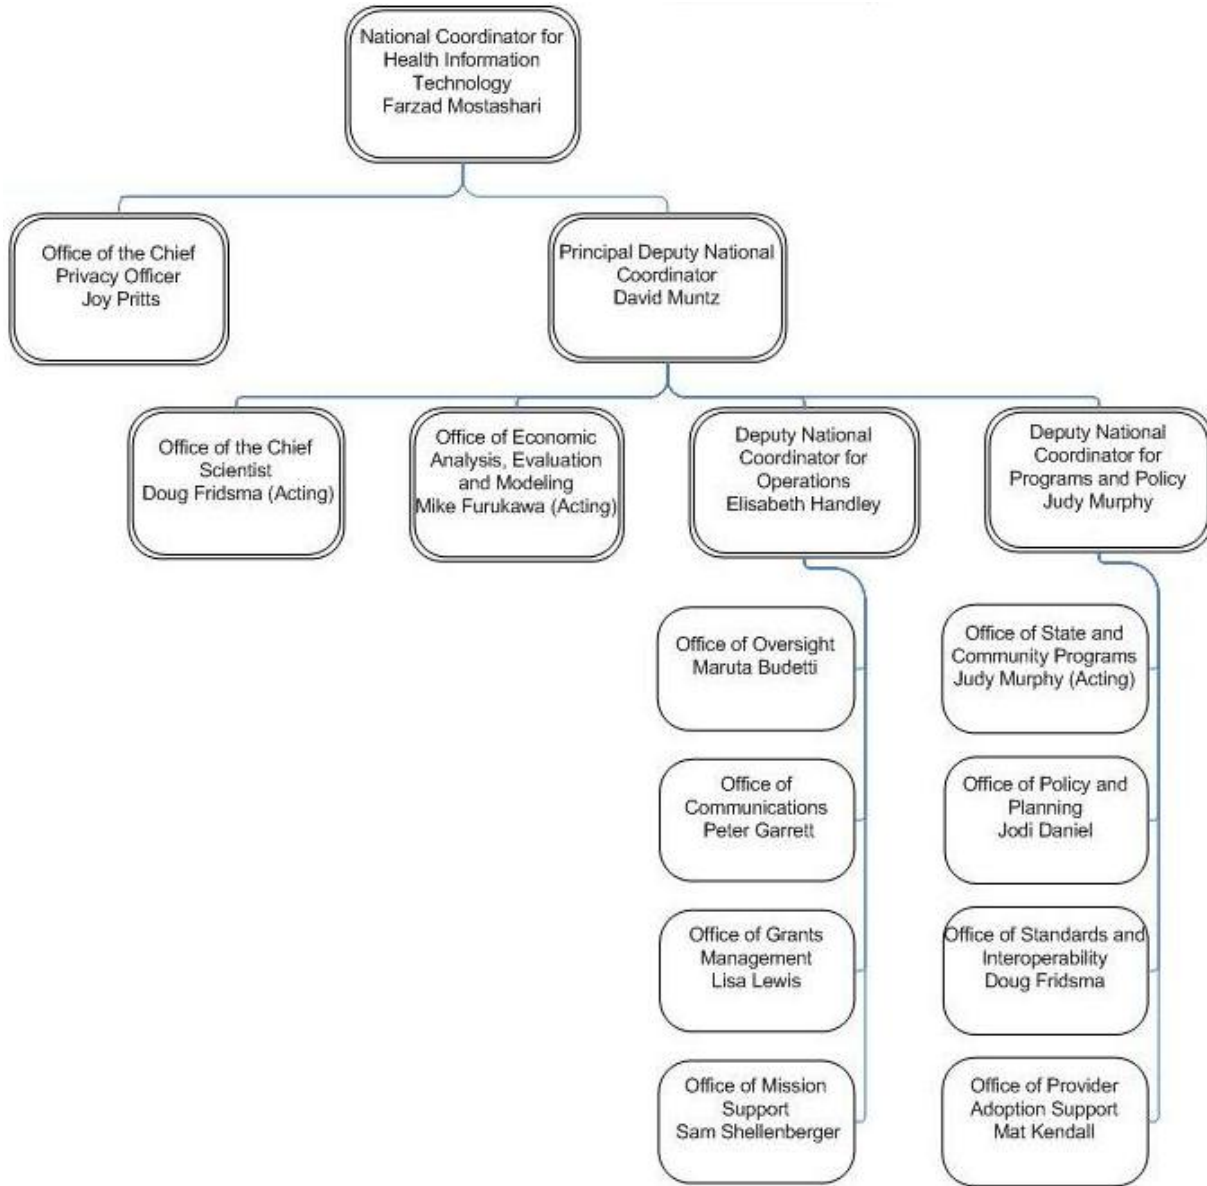 National Coordinator for
Health Information
Technology
Farzad Mostashari
Office of the Chief
Privacy Officer
Joy Pritts
Principal Deputy National
Coordinator
David Muntz
Office of the Chief
Scientist
Doug Fridsma (Acting)
Office of Economic
Analysis, Evaluation
and Modeling
Mike Furukawa (Acting)
Deputy National
Coordinator for
Operations
Elisabeth Handley
Deputy National
Coordinator for
Programs and Policy
Judy Murphy
Office of Oversight
Maruta Budetti
Office of
Communications
Peter Garrett
Office of Grants
Management
Lisa Lewis
Office of Mission
Support
Sam Shellenberger
Office of State and
Community Programs
Judy Murphy (Acting)
Office of Policy and
Planning
Jodi Daniel
Office of Standards and
Interoperability
Doug Fridsma
Office of Provider
Adoption Support
Mat Kendall